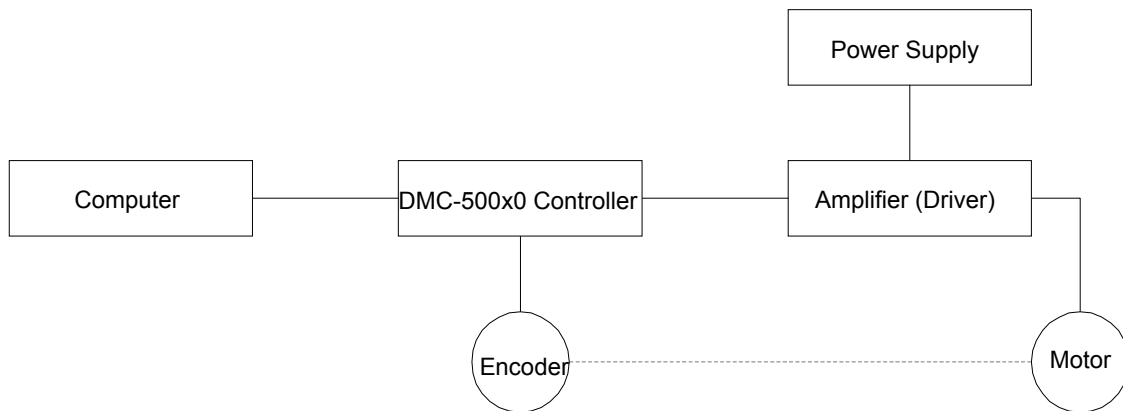 Power Supply
Computer
DMC-500x0 Controller
Amplifier (Driver)
Encoder
Motor